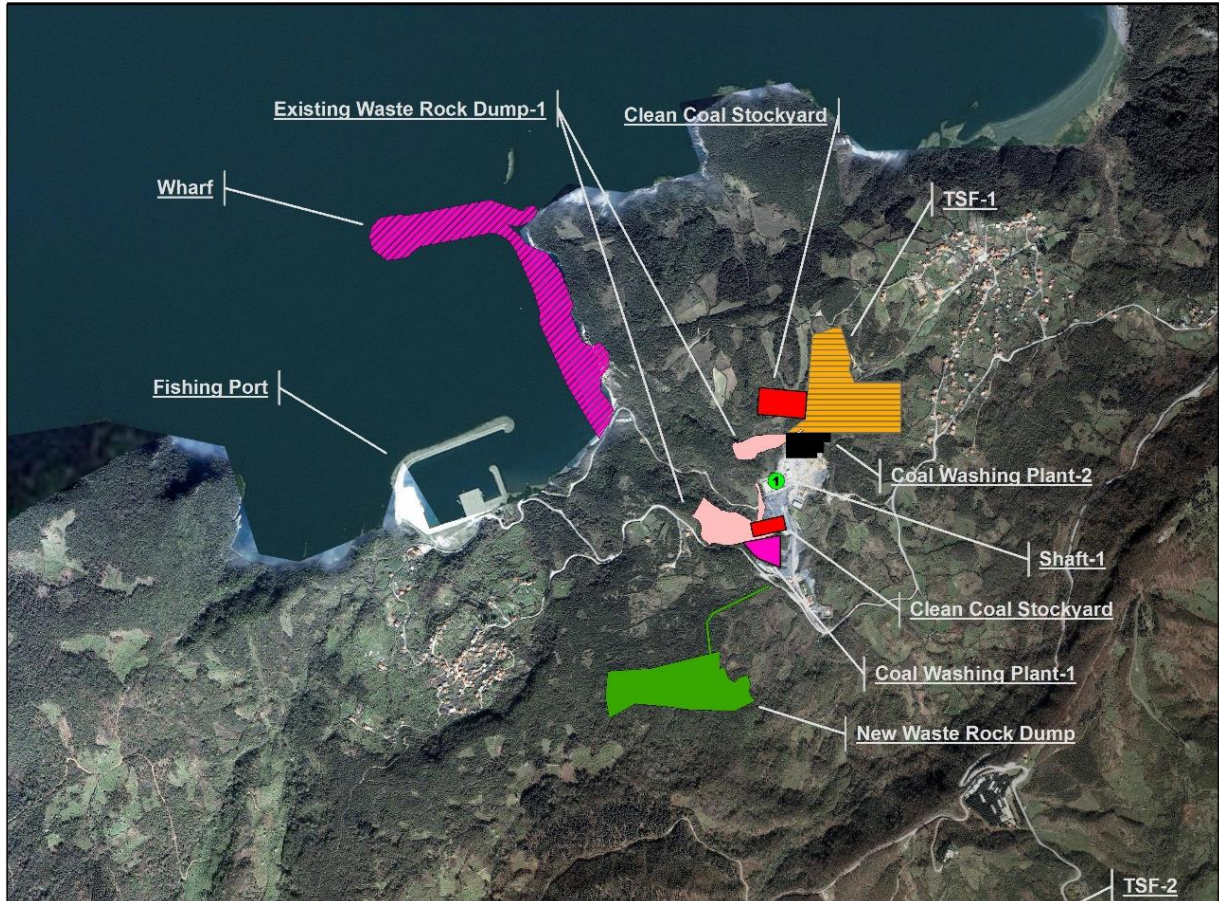 Existing Waste Rock Dump-1
Clean Coal Stockyard
Wharf
TSF-1
Fishing Port
Coal Washing Plant-2
1
Shaft-1
Clean Coal Stockyard
Coal Washing Plant-1
New Waste Rock Dump
TSF-2